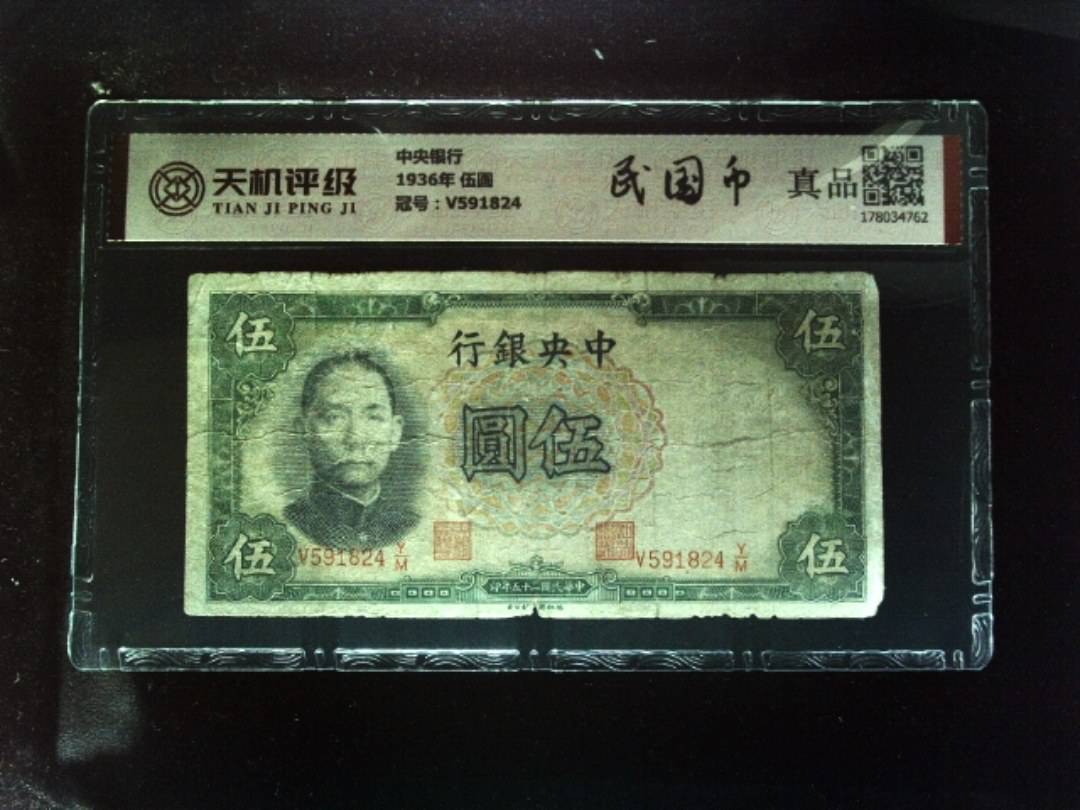 天机评级
TIAN JI PING JI
中央银行
1936年 伍圆
冠号：V591824
民国币
真品
178034762
伍
伍
行銀央中
圓伍
伍
V591824 Y/M
V591824 Y/M
伍
印年五十二國民華中